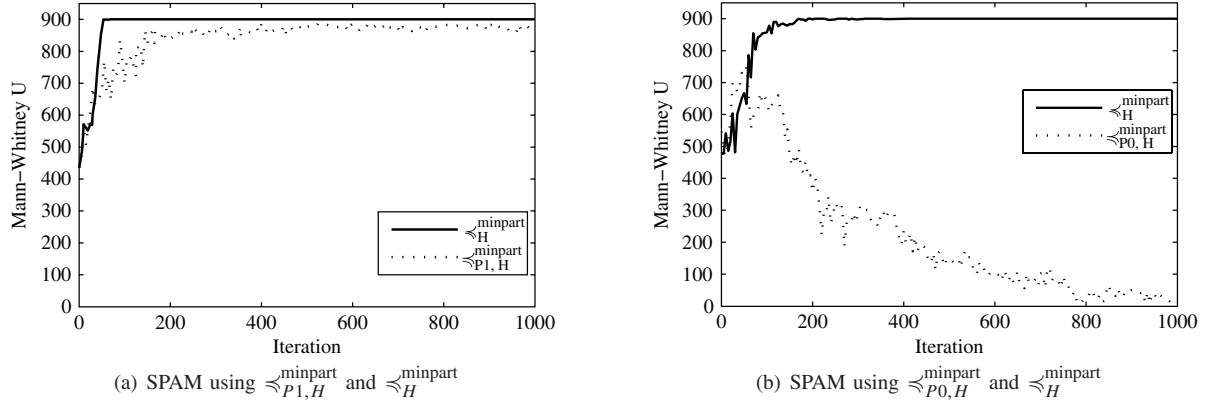 900
800
700
600
500
400
300
200
100
0
Mann−Whitney U
≼ minpart H
≼ minpart P1, H
0 200 400 600 800 1000
Iteration
(a) SPAM using ≼ minpart P1,H and ≼ minpart H
900
800
700
600
500
400
300
200
100
0
Mann−Whitney U
≼ minpart H
≼ minpart P0, H
0 200 400 600 800 1000
Iteration
(b) SPAM using ≼ minpart P0,H and ≼ minpart H